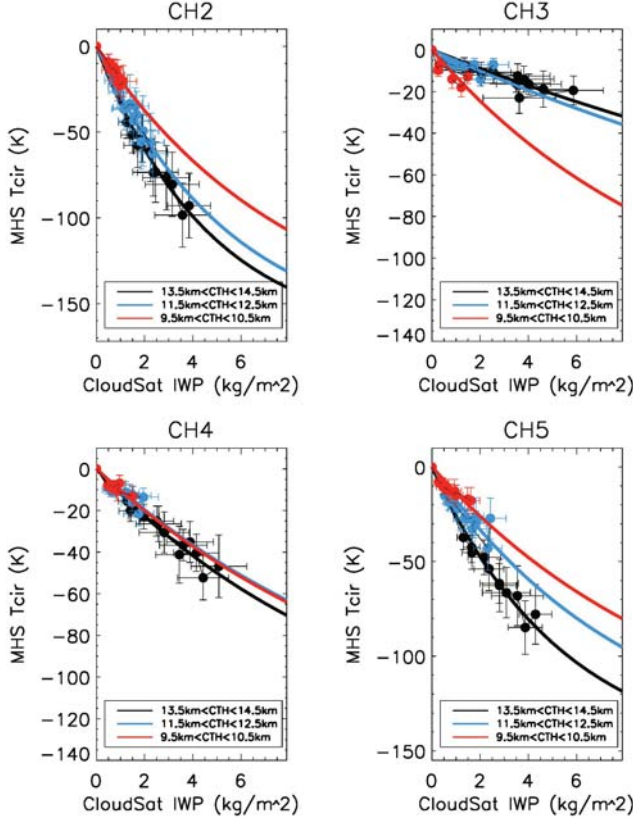 CH2
0
-50
-100
-150
MHS Tcir (K)
13.5km<CTH<14.5km
11.5km<CTH<12.5km
9.5km<CTH<10.5km
0 2 4 6
CloudSat IWP (kg/m^2)
CH3
0
-20
-40
-60
-80
-100
-120
-140
MHS Tcir (K)
13.5km<CTH<14.5km
11.5km<CTH<12.5km
9.5km<CTH<10.5km
0 2 4 6
CloudSat IWP (kg/m^2)
CH4
0
-20
-40
-60
-80
-100
-120
-140
MHS Tcir (K)
13.5km<CTH<14.5km
11.5km<CTH<12.5km
9.5km<CTH<10.5km
0 2 4 6
CloudSat IWP (kg/m^2)
CH5
0
-50
-100
-150
MHS Tcir (K)
13.5km<CTH<14.5km
11.5km<CTH<12.5km
9.5km<CTH<10.5km
0 2 4 6
CloudSat IWP (kg/m^2)